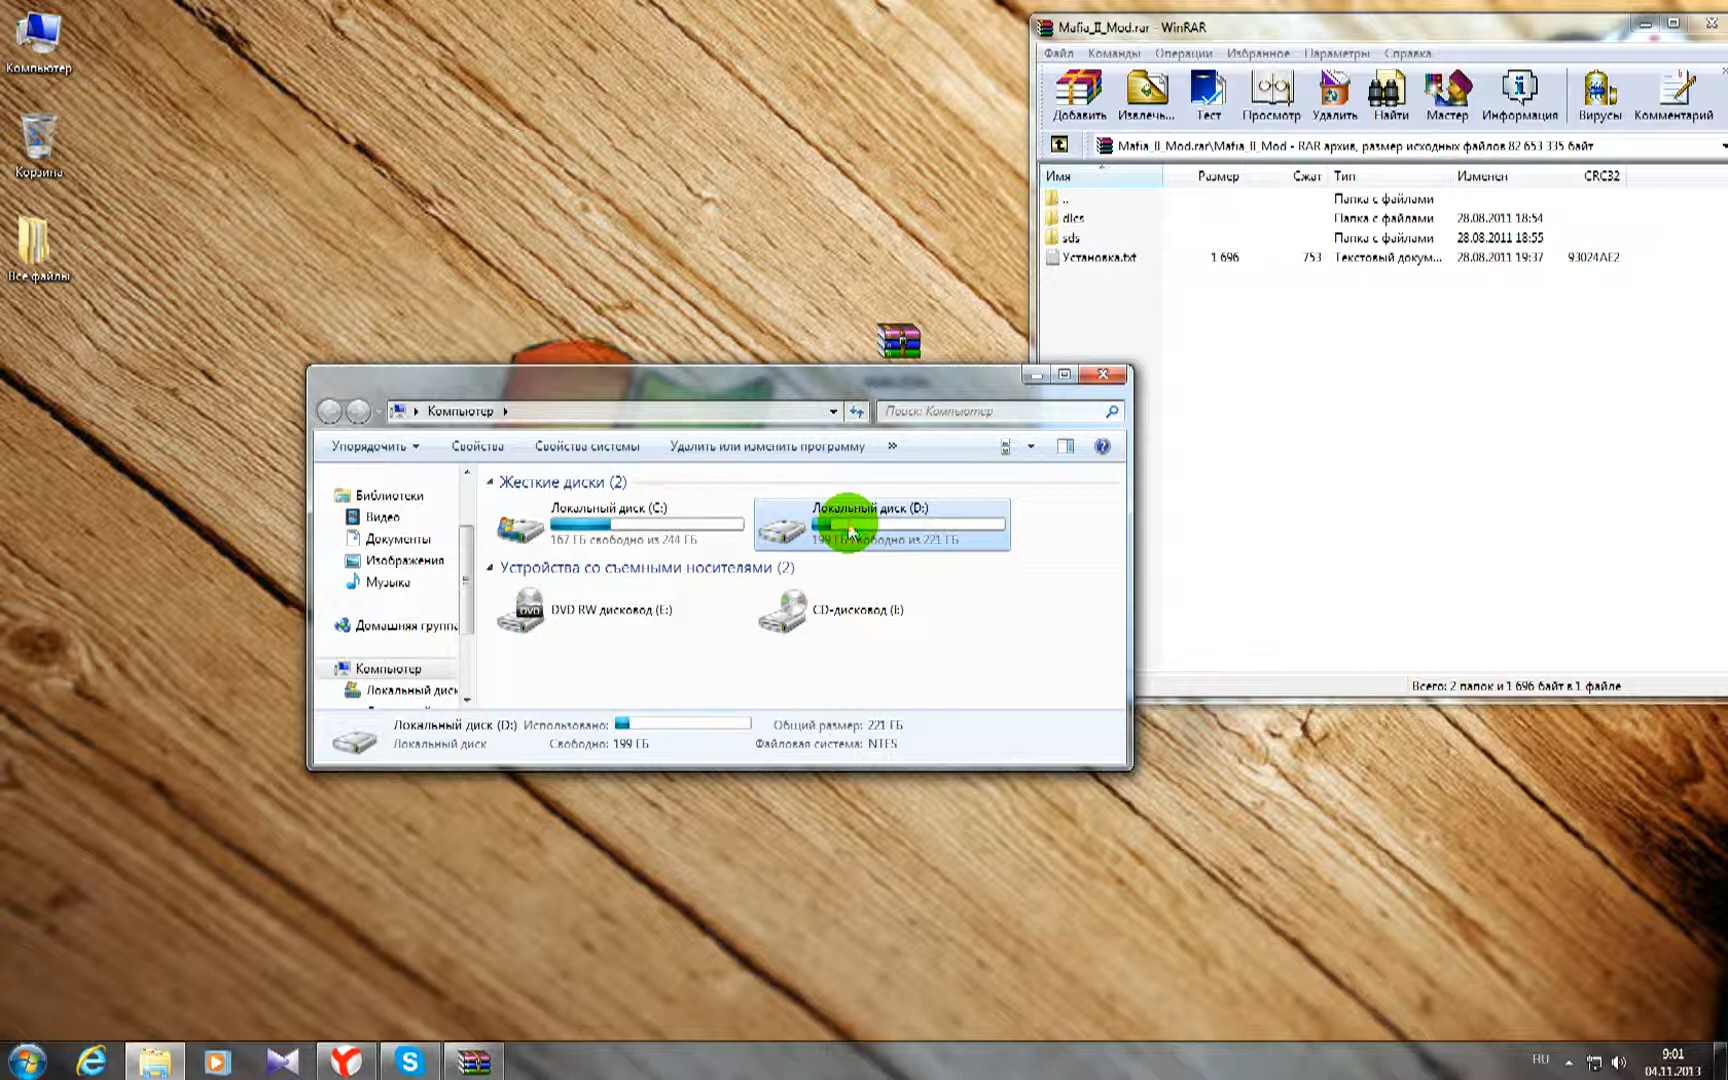 Компьютер
Корзина
Все файлы
Mafia_II_Mod.rar - WinRAR
Файл Команды Операции Избранное Параметры Справка
Добавить Извлечь... Тест Просмотр Удалить Найти Мастер Информация Вирусы Комментарий
Mafia_II_Mod.rar\Mafia_II_Mod - RAR архив, размер исходных файлов 82 653 335 байт
Имя Размер Сжат Тип Изменен CRC32
.. Папка с файлами
dlcs Папка с файлами 28.08.2011 18:54
sds Папка с файлами 28.08.2011 18:55
Установка.txt 1 696 753 Текстовый докум... 28.08.2011 19:37 93024AE2
Всего: 2 папок и 1 696 байт в 1 файле
Компьютер
Поиск: Компьютер
Упорядочить Свойства Свойства системы Удалить или изменить программу »
Библиотеки
Видео
Документы
Изображения
Музыка
Домашняя групп
Компьютер
Локальный диск
Жесткие диски (2)
Локальный диск (C:)
167 ГБ свободно из 244 ГБ
Локальный диск (D:)
199 ГБ свободно из 221 ГБ
Устройства со съемными носителями (2)
DVD RW дисковод (E:)
CD-дисковод (I:)
Локальный диск (D:) Использовано: Общий размер: 221 ГБ
Локальный диск Свободно: 199 ГБ Файловая система: NTFS
RU
9:01
04.11.2013